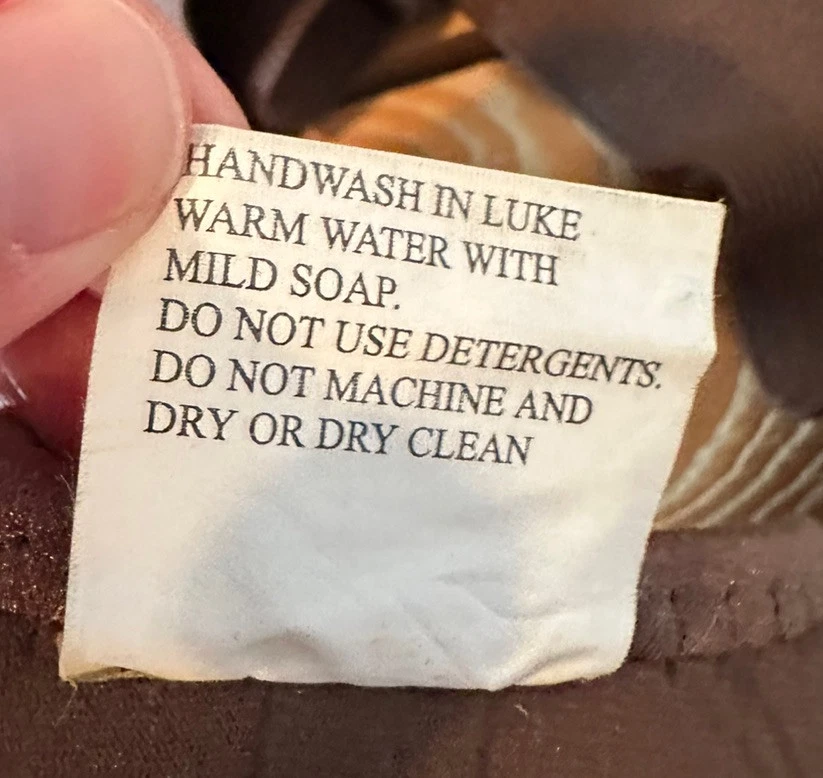 HANDWASH IN LUKE
WARM WATER WITH
MILD SOAP.
DO NOT USE DETERGENTS.
DO NOT MACHINE AND
DRY OR DRY CLEAN